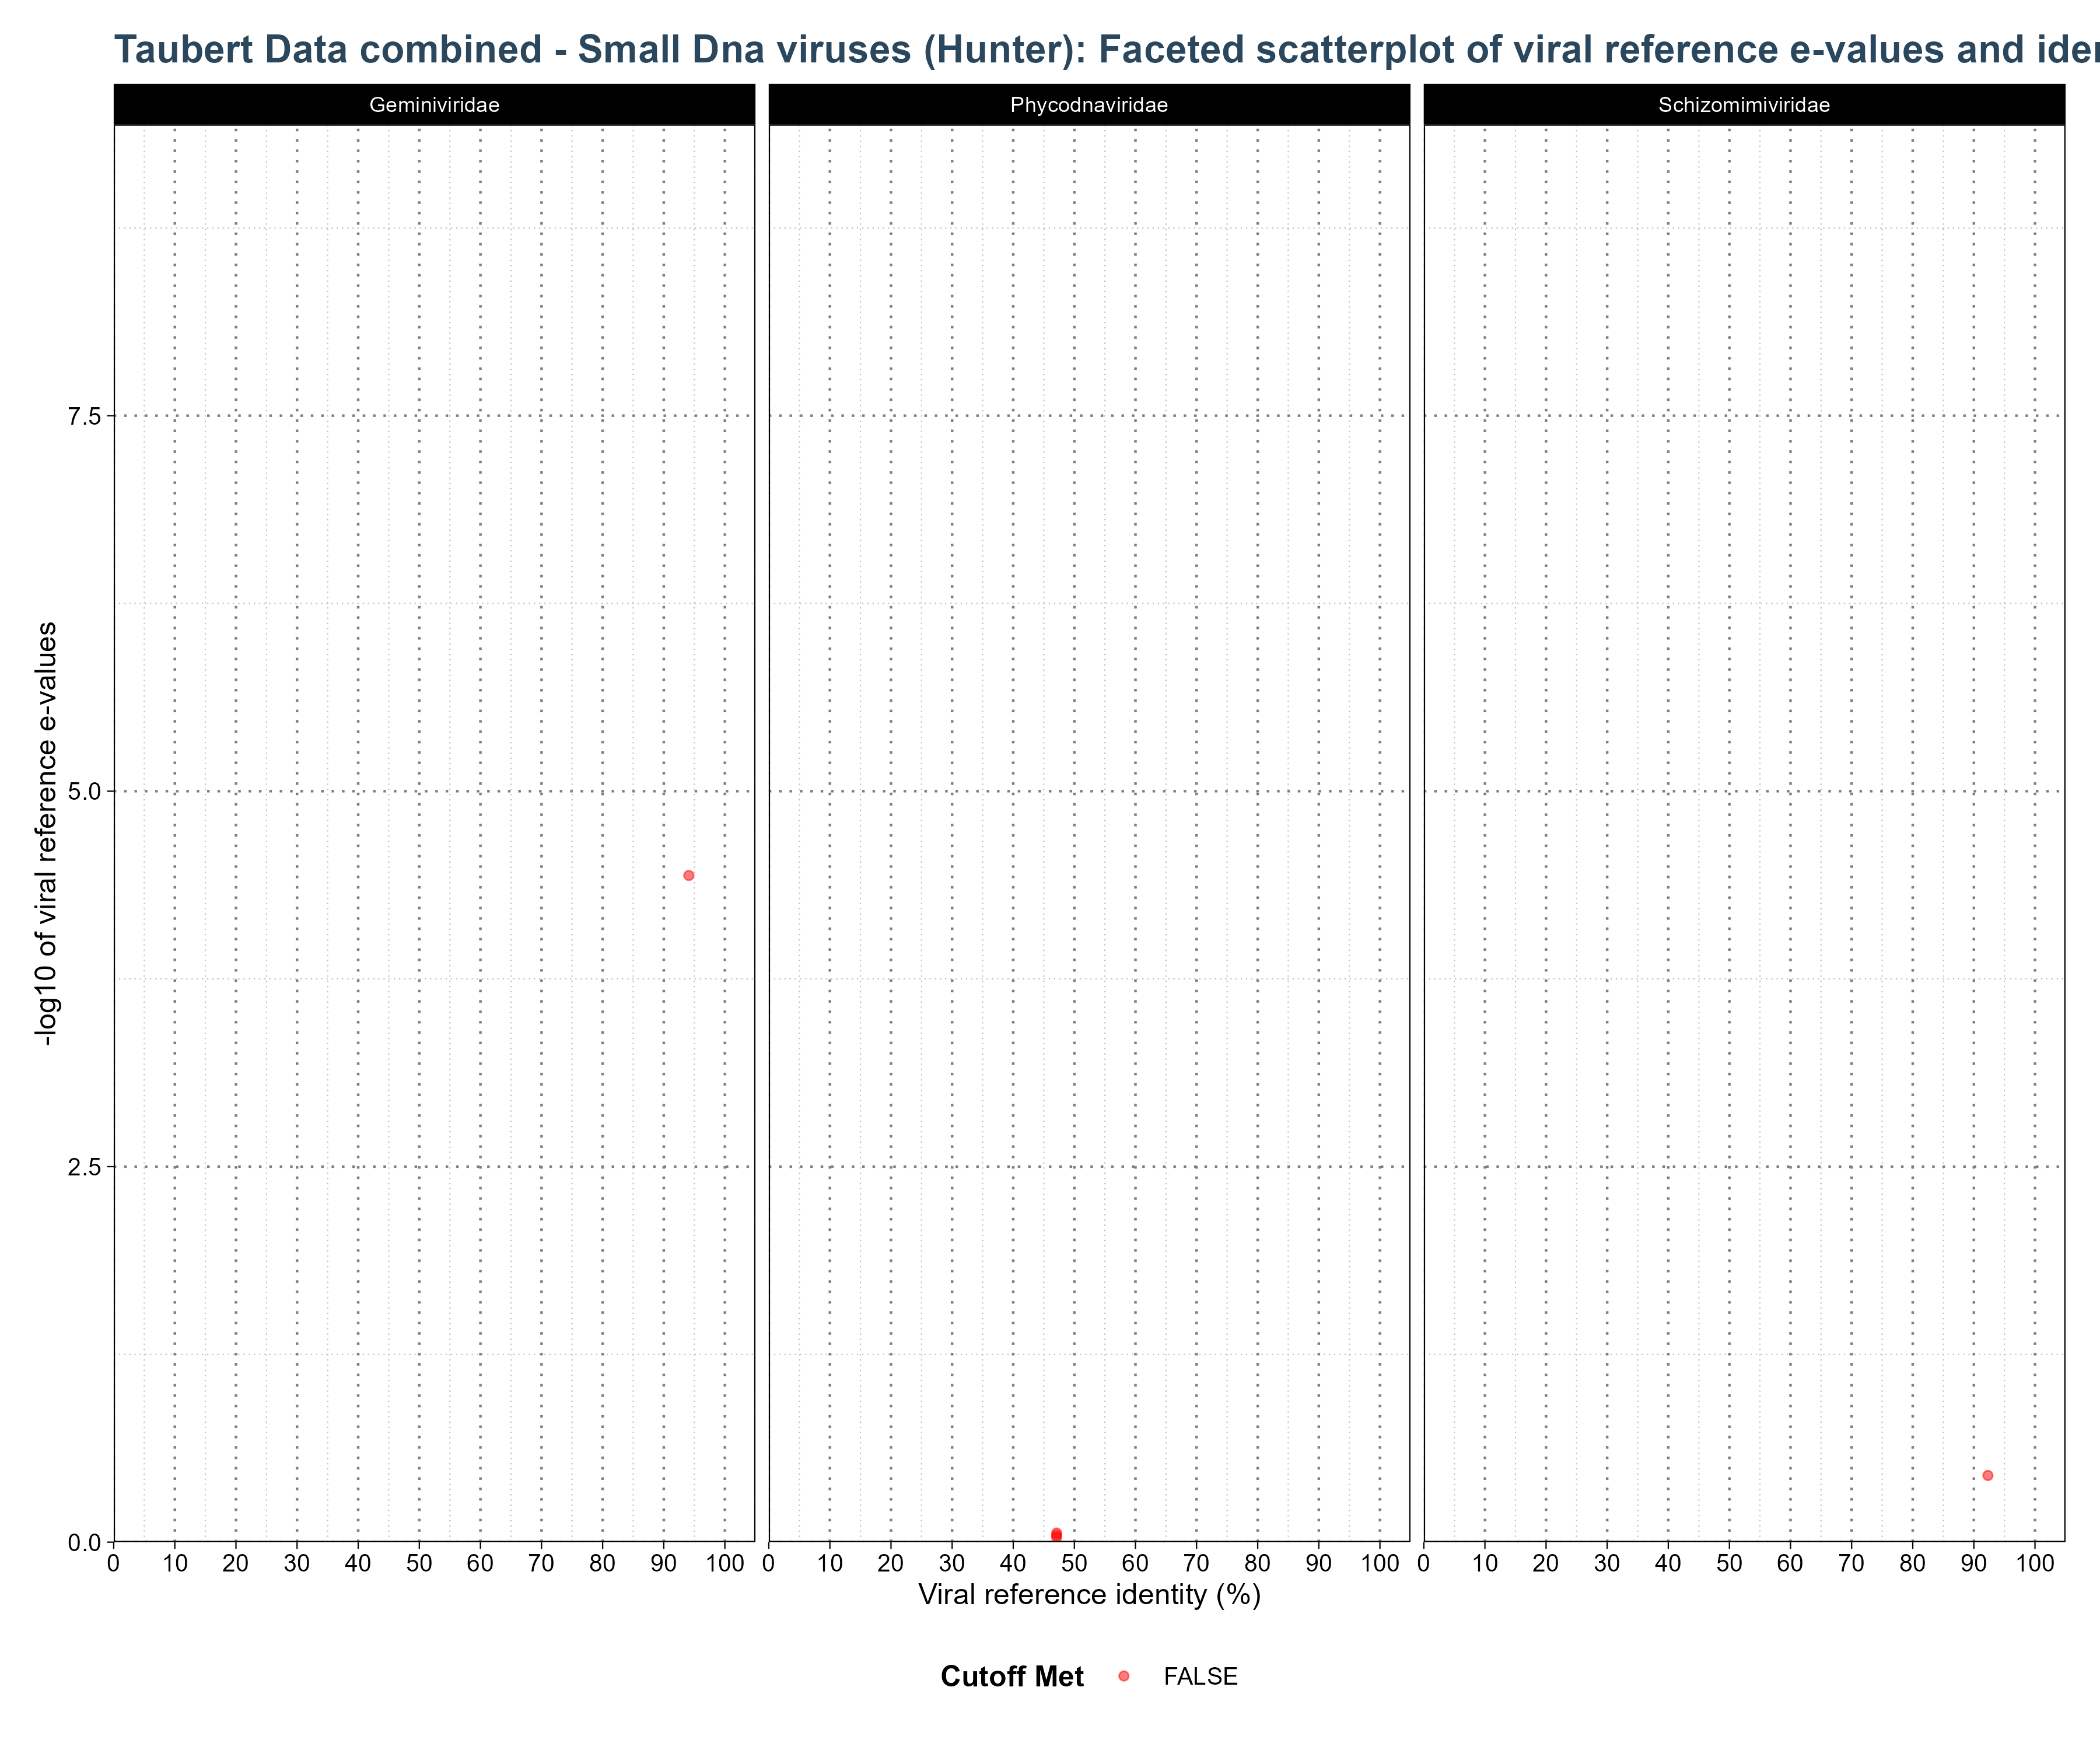 Taubert Data combined - Small Dna viruses (Hunter): Faceted scatterplot of viral reference e-values and
Geminiviridae Phycodnaviridae Schizomimiviridae
7.5
5.0
2.5
0.0
-log10 of viral reference e-values
0 10 20 30 40 50 60 70 80 90 100 0 10 20 30 40 50 60 70 80 90 100 0 10 20 30 40 50 60 70 80 90 100
Viral reference identity (%)
Cutoff Met FALSE